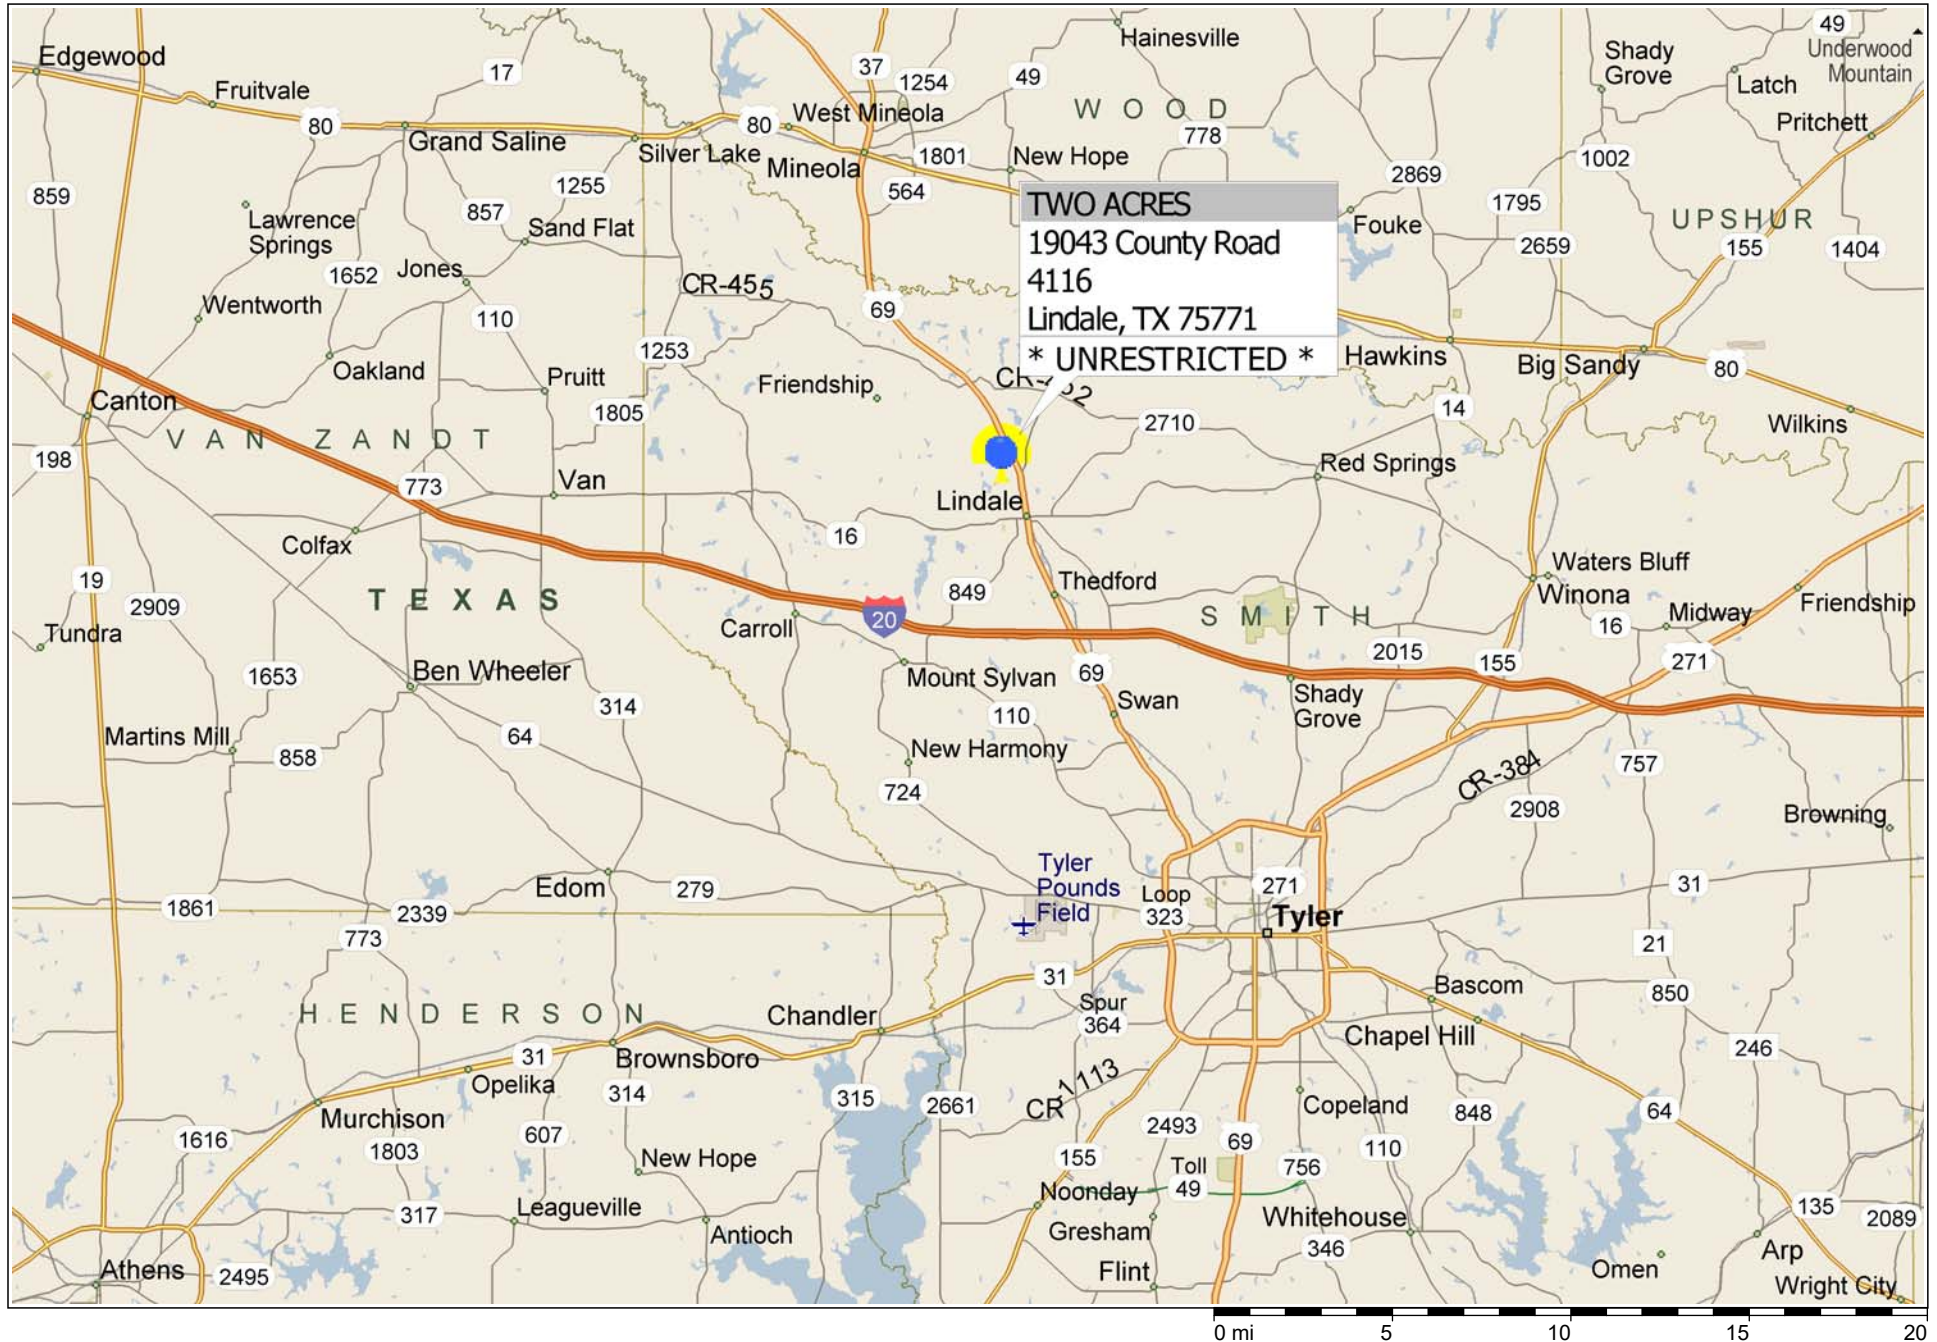 Edgewood
Fruitvale
17
37
1254
49
Hainesville
49
Underwood
Mountain
Shady
Grove
Latch
Pritchett
80
Grand Saline
Silver Lake
80
West Mineola
Mineola
1801
564
New Hope
W O O D
778
2869
1002
1795
2659
UPSHUR
155
1404
859
Lawrence
Springs
1255
857
Sand Flat
1652
Jones
Wentworth
110
CR-455
69
1253
TWO ACRES
19043 County Road
4116
Lindale, TX 75771
* UNRESTRICTED *
Fouke
Hawkins
Big Sandy
80
14
Wilkins
Oakland
Pruitt
1805
Friendship
2710
Canton
V A N Z A N D T
198
773
Van
Lindale
Red Springs
16
Colfax
19
2909
T E X A S
Tundra
20
849
Thedford
Carroll
S M I T H
Waters Bluff
Winona
16
Midway
Friendship
2015
155
271
1653
Ben Wheeler
314
Mount Sylvan
110
69
Swan
Shady
Grove
Martins Mill
858
64
New Harmony
724
CR-384
757
2908
Browning
Edom
279
Tyler
Pounds
Field
Loop
323
271
Tyler
31
1861
2339
773
21
850
H E N D E R S O N
Chandler
31
Spur
364
Bascom
Chapel Hill
246
31
Brownsboro
Opelika
Murchison
314
315
2661
CR 1113
Copeland
848
64
1616
1803
607
New Hope
2493
69
756
110
155
Toll
49
Noonday
Gresham
Whitehouse
346
135
2089
317
Leagueville
Antioch
Athens
2495
Flint
Omen
Arp
Wright City
0 mi 5 10 15 20